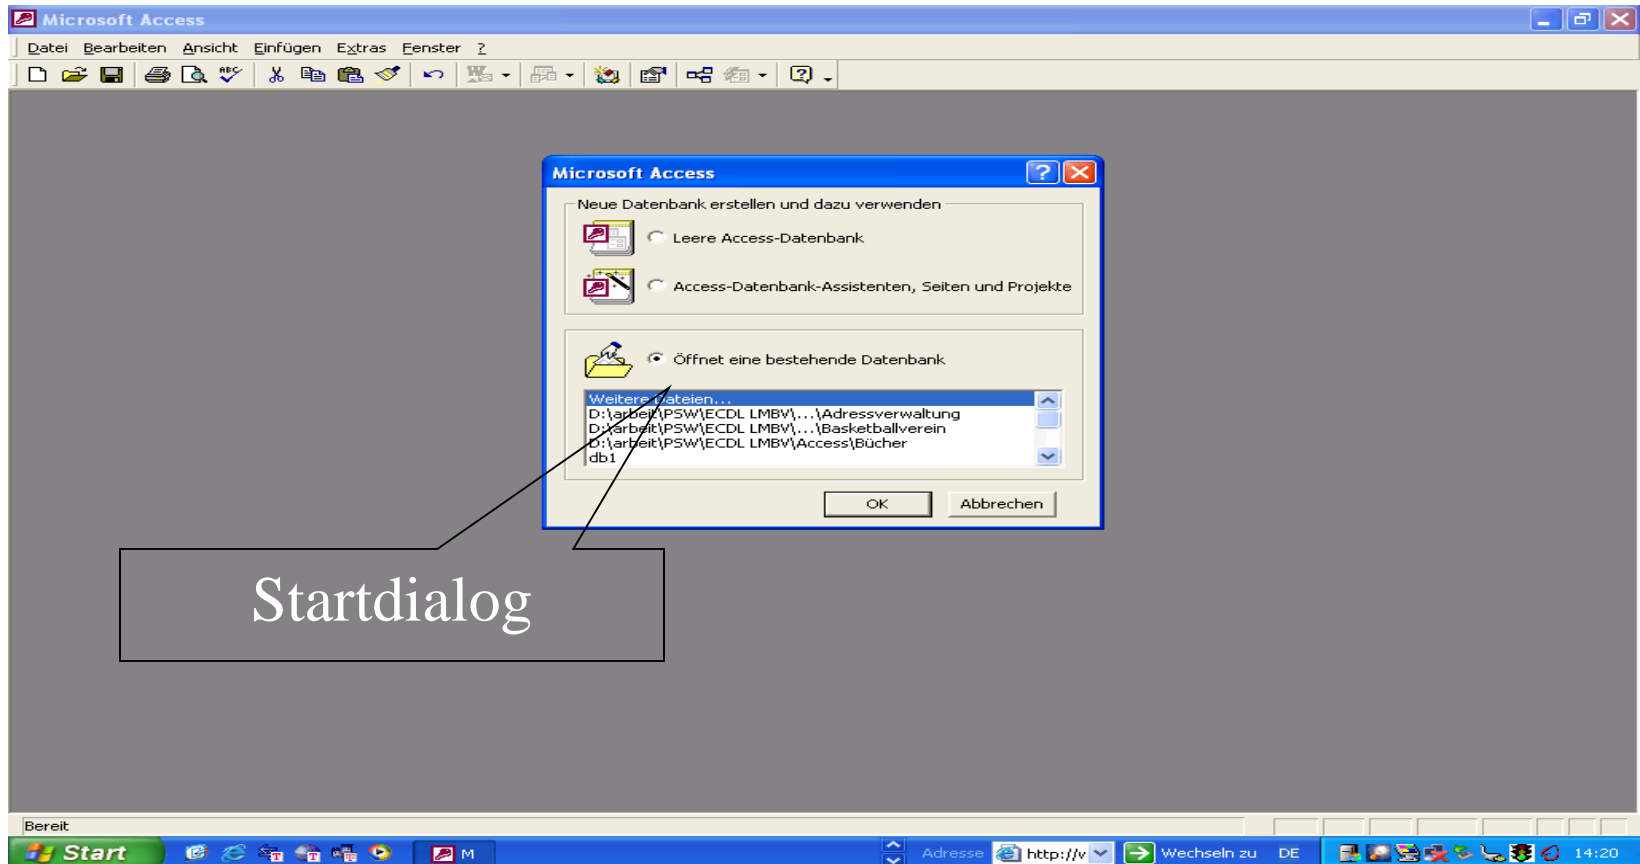 Microsoft Access
Datei Bearbeiten Ansicht Einfügen Extras Fenster ?
Microsoft Access
Neue Datenbank erstellen und dazu verwenden
Leere Access-Datenbank
Access-Datenbank-Assistenten, Seiten und Projekte
Öffnet eine bestehende Datenbank
Weitere Dateien...
D:\arbeit\PSW\ECDL LMBV\...\Adressverwaltung
D:\arbeit\PSW\ECDL LMBV\...\Basketballverein
D:\arbeit\PSW\ECDL LMBV\Access\Bücher
db1
OK Abbrechen
Startdialog
Bereit
Start M Adresse http://v Wechseln zu DE 14:20